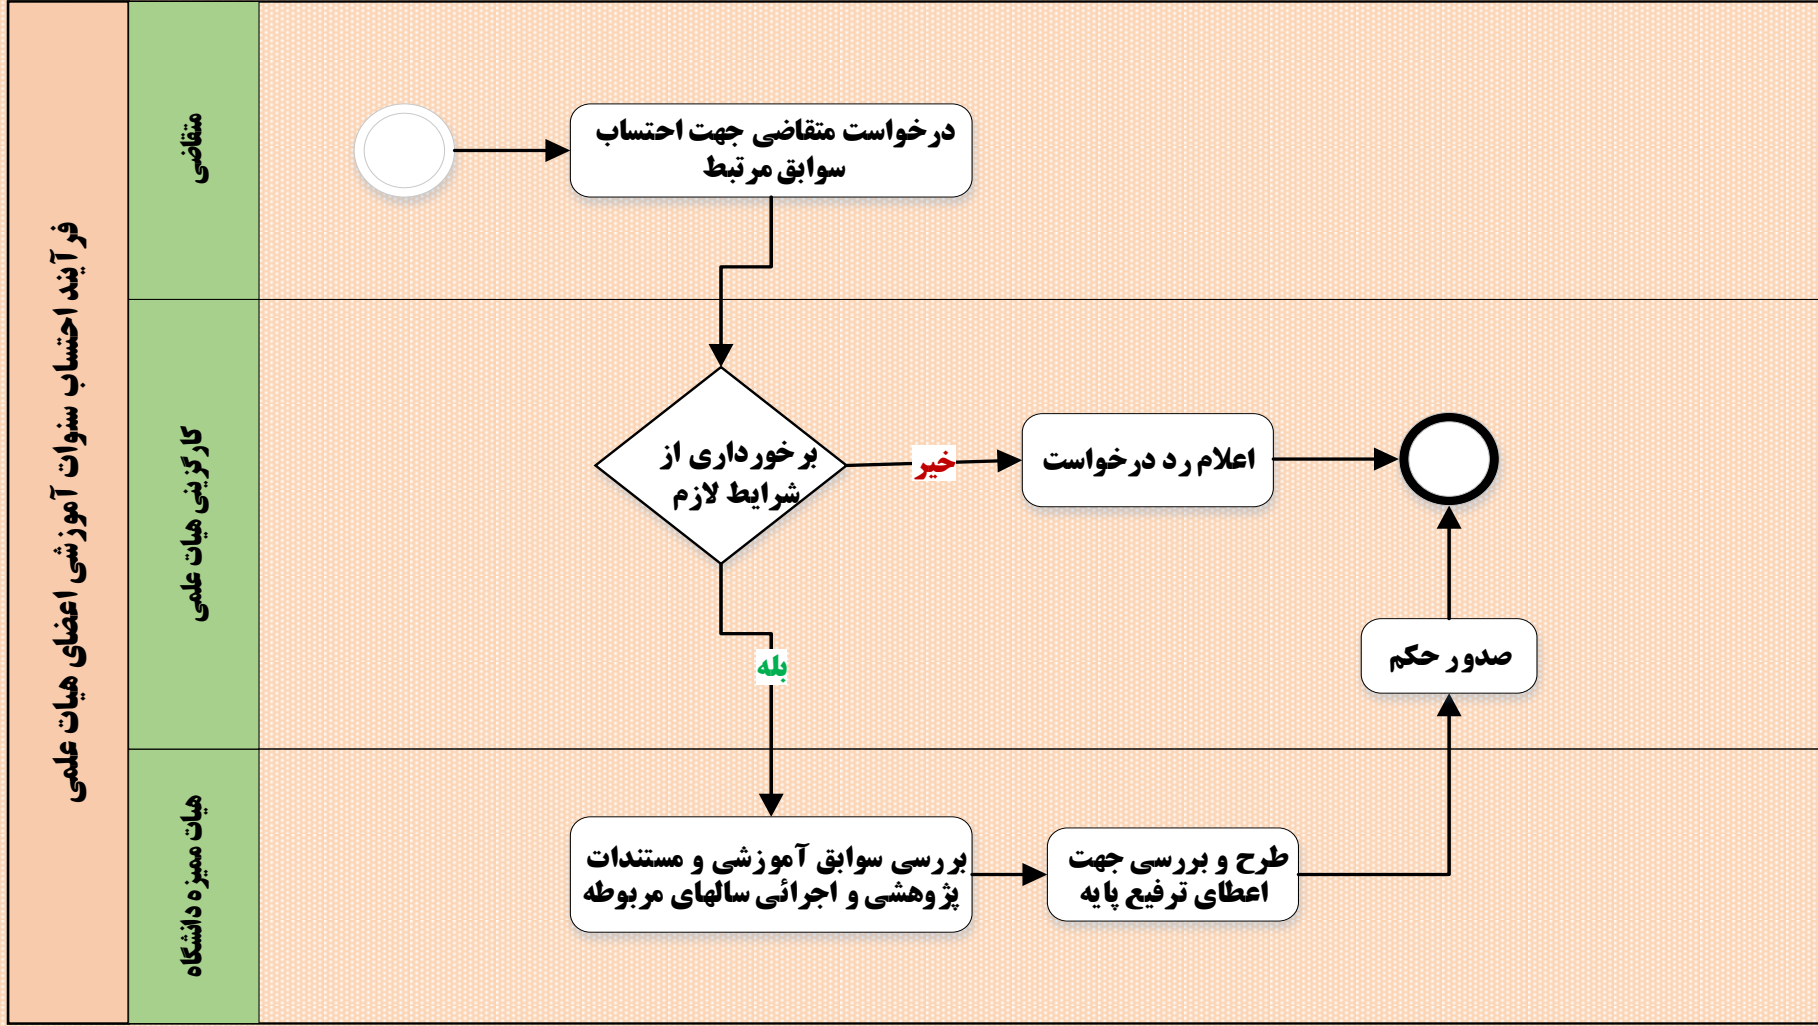 فرآیند احتساب سنوات آموزشی اعضای هیات علمی
متقاضی
درخواست متقاضی جهت احتساب
سوابق مرتبط
کارگزینی هیات علمی
برخورداری از
شرایط لازم
خیر
اعلام رد درخواست
بله
صدور حکم
هیات ممیزه دانشگاه
بررسی سوابق آموزشی و مستندات
پژوهشی و اجرائی سالهای مربوطه
طرح و بررسی جهت
اعطای ترفیع پایه